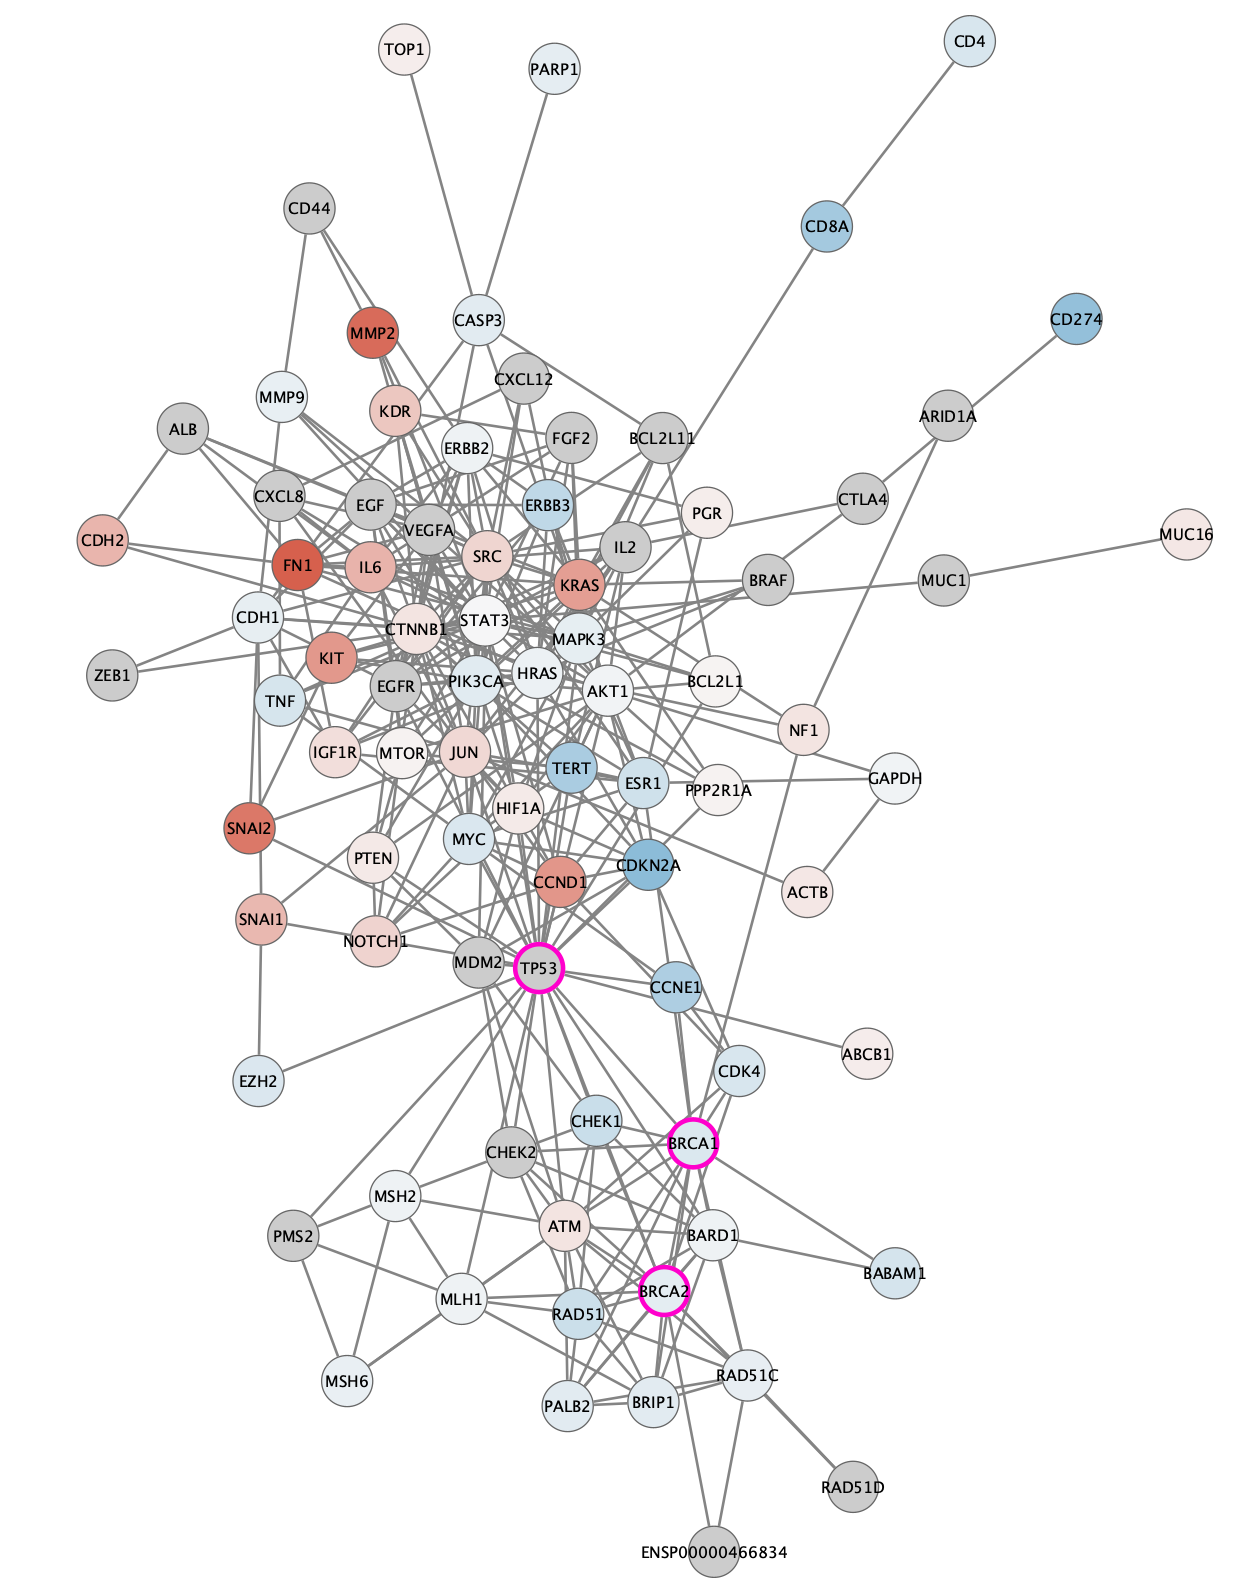 CD4
TOP1
PARP1
CD44
CD8A
CD274
CASP3
MMP2
CXCL12
MMP9
KDR
ARID1A
ALB
ERBB2
FGF2
BCL2L11
CXCL8
EGF
ERBB3
CTLA4
PGR
VEGFA
CDH2
IL2
MUC16
FN1
IL6
SRC
KRAS
BRAF
MUC1
CDH1
CTNNB1
STAT3
MAPK3
KIT
ZEB1
EGFR
PIK3CA
HRAS
AKT1
BCL2L1
TNF
NF1
IGF1R
MTOR
JUN
TERT
ESR1
PPP2R1A
GAPDH
HIF1A
SNAI2
MYC
PTEN
CDKN2A
CCND1
ACTB
SNAI1
NOTCH1
MDM2
TP53
CCNE1
ABCB1
EZH2
CDK4
CHEK1
BRCA1
CHEK2
MSH2
ATM
PMS2
BARD1
BABAM1
BRCA2
MLH1
RAD51
MSH6
RAD51C
PALB2
BRIP1
RAD51D
ENSP00000466834